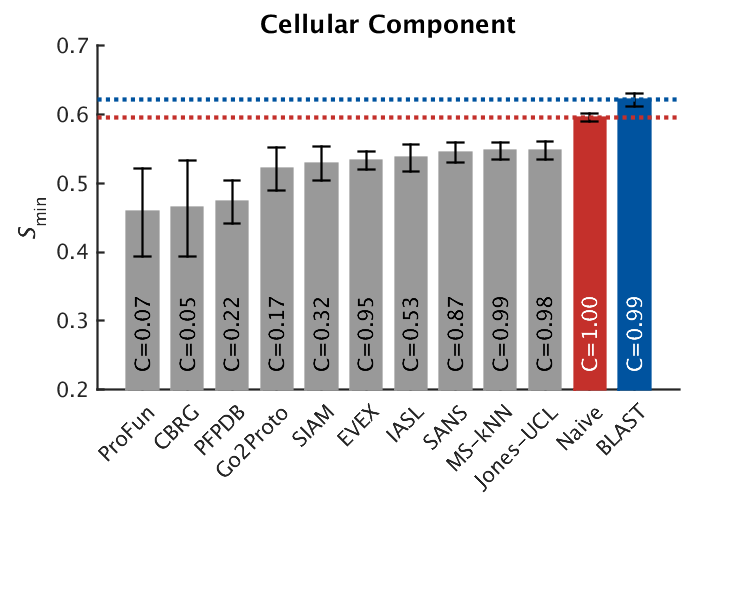 Cellular Component
0.7
0.6
0.5
0.4
0.3
0.2
Smin
C=0.07
C=0.05
C=0.22
C=0.17
C=0.32
C=0.95
C=0.53
C=0.87
C=0.99
C=0.98
C=1.00
C=0.99
ProFun
CBRG
PFPDB
Go2Proto
SIAM
EVEX
IASL
SANS
MS-kNN
Jones-UCL
Naive
BLAST